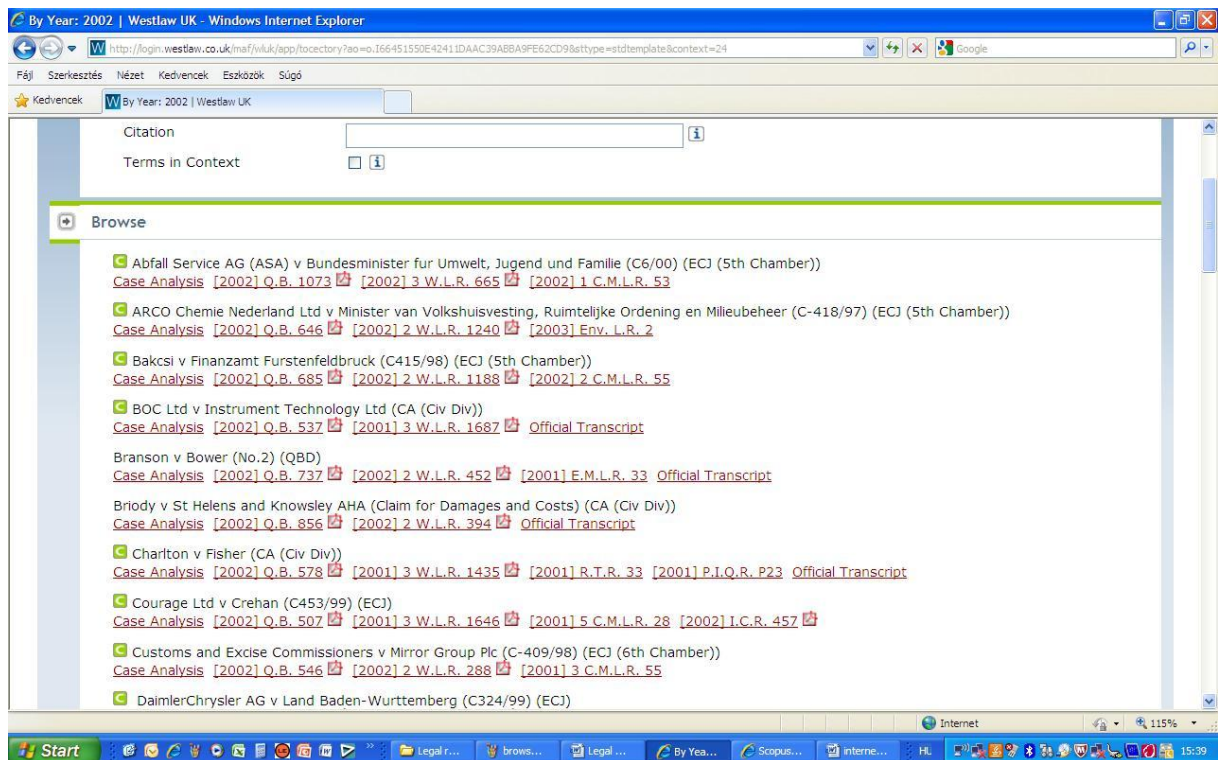 By Year: 2002 | Westlaw UK - Windows Internet Explorer
http://login.westlaw.co.uk/maf/wluk/app/tocectory?ao=o.I66451550E42411DAAC39ABBA9FE62CD9&sttype=stdtemplate&context=24
Google
Fájl Szerkesztés Nézet Kedvencek Eszközök Súgó
Kedvencek By Year: 2002 | Westlaw UK
Citation
Terms in Context
Browse
Abfall Service AG (ASA) v Bundesminister fur Umwelt, Jugend und Familie (C6/00) (ECJ (5th Chamber))
Case Analysis [2002] Q.B. 1073 [2002] 3 W.L.R. 665 [2002] 1 C.M.L.R. 53
ARCO Chemie Nederland Ltd v Minister van Volkshuisvesting, Ruimtelijke Ordening en Milieubeheer (C-418/97) (ECJ (5th Chamber))
Case Analysis [2002] Q.B. 646 [2002] 2 W.L.R. 1240 [2003] Env. L.R. 2
Bakcsi v Finanzamt Furstenfeldbruck (C415/98) (ECJ (5th Chamber))
Case Analysis [2002] Q.B. 685 [2002] 2 W.L.R. 1188 [2002] 2 C.M.L.R. 55
BOC Ltd v Instrument Technology Ltd (CA (Civ Div))
Case Analysis [2002] Q.B. 537 [2001] 3 W.L.R. 1687 Official Transcript
Branson v Bower (No.2) (QBD)
Case Analysis [2002] Q.B. 737 [2002] 2 W.L.R. 452 [2001] E.M.L.R. 33 Official Transcript
Briody v St Helens and Knowsley AHA (Claim for Damages and Costs) (CA (Civ Div))
Case Analysis [2002] Q.B. 856 [2002] 2 W.L.R. 394 Official Transcript
Charlton v Fisher (CA (Civ Div))
Case Analysis [2002] Q.B. 578 [2001] 3 W.L.R. 1435 [2001] R.T.R. 33 [2001] P.I.Q.R. P23 Official Transcript
Courage Ltd v Crehan (C453/99) (ECJ)
Case Analysis [2002] Q.B. 507 [2001] 3 W.L.R. 1646 [2001] 5 C.M.L.R. 28 [2002] I.C.R. 457
Customs and Excise Commissioners v Mirror Group Plc (C-409/98) (ECJ (6th Chamber))
Case Analysis [2002] Q.B. 546 [2002] 2 W.L.R. 288 [2001] 3 C.M.L.R. 55
DaimlerChrysler AG v Land Baden-Wurttemberg (C324/99) (ECJ)
Internet 115%
Start Legal r... brows... Legal ... By Yea... Scopus... interne... HL 15:39